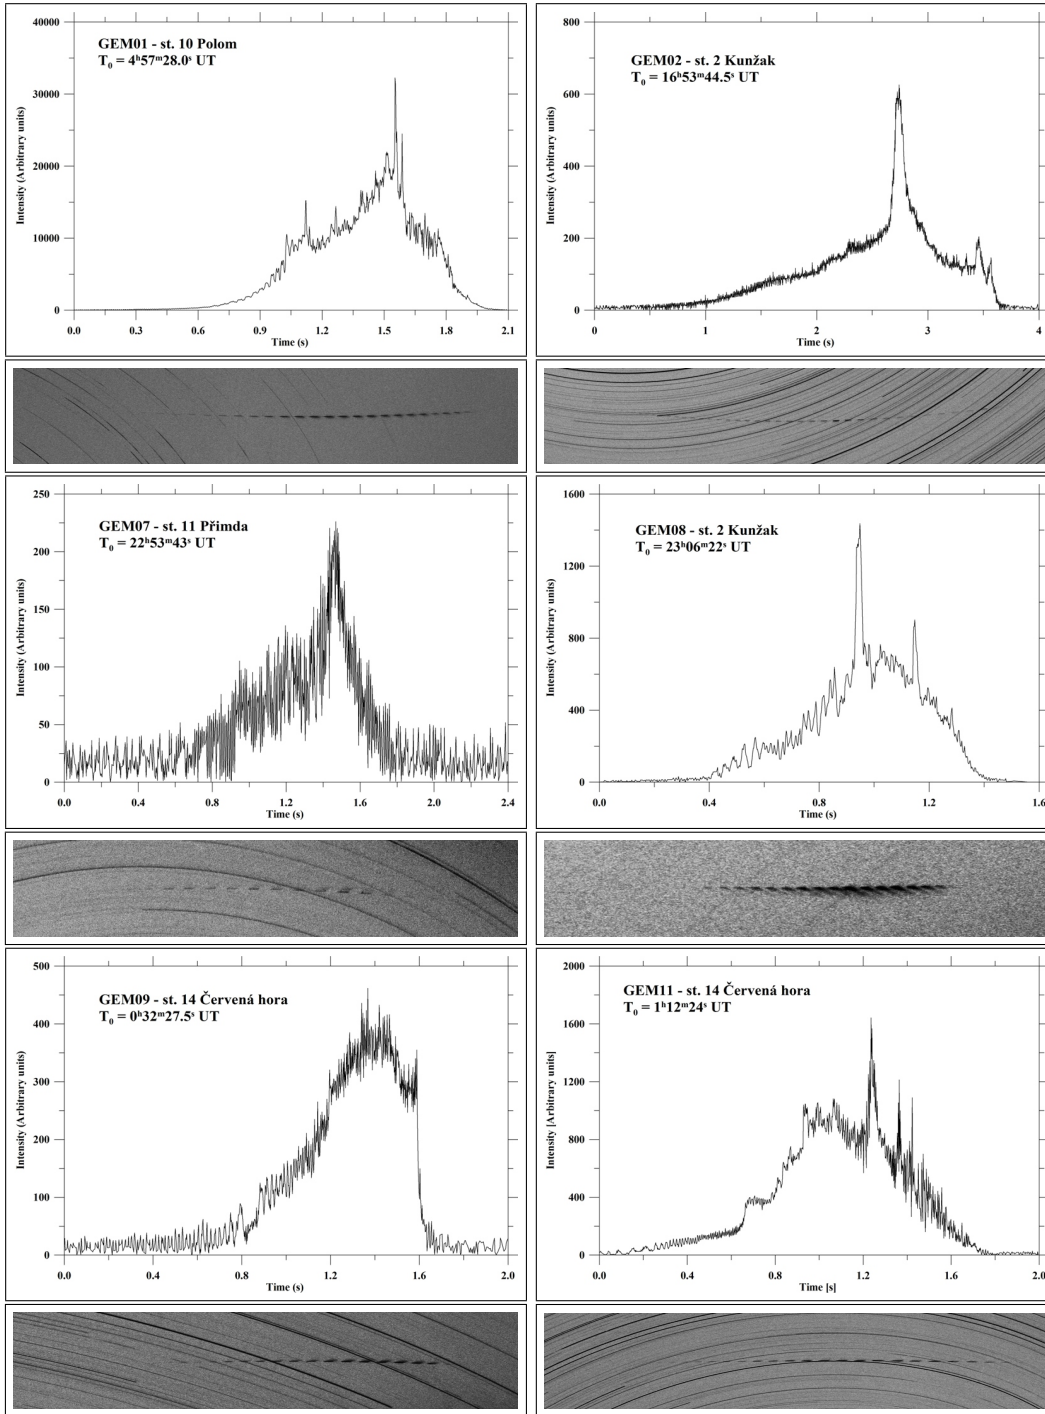 GEM01 - st. 10 Polom
T₀ = 4ʰ57ᵐ28.0ˢ UT
Intensity (Arbitrary units)
40000
30000
20000
10000
0
0.0 0.3 0.6 0.9 1.2 1.5 1.8 2.1
Time (s)
GEM02 - st. 2 Kunžak
T₀ = 16ʰ53ᵐ44.5ˢ UT
Intensity (Arbitrary units)
800
600
400
200
0
0 1 2 3 4
Time (s)
GEM07 - st. 11 Přimda
T₀ = 22ʰ53ᵐ43ˢ UT
Intensity (Arbitrary units)
250
200
150
100
50
0
0.0 0.4 0.8 1.2 1.6 2.0 2.4
Time (s)
GEM08 - st. 2 Kunžak
T₀ = 23ʰ06ᵐ22ˢ UT
Intensity (Arbitrary units)
1600
1200
800
400
0
0.0 0.4 0.8 1.2 1.6
Time (s)
GEM09 - st. 14 Červená hora
T₀ = 0ʰ32ᵐ27.5ˢ UT
Intensity (Arbitrary units)
500
400
300
200
100
0
0.0 0.4 0.8 1.2 1.6 2.0
Time (s)
GEM11 - st. 14 Červená hora
T₀ = 1ʰ12ᵐ24ˢ UT
Intensity [Arbitrary units]
2000
1600
1200
800
400
0
0.0 0.4 0.8 1.2 1.6 2.0
Time [s]